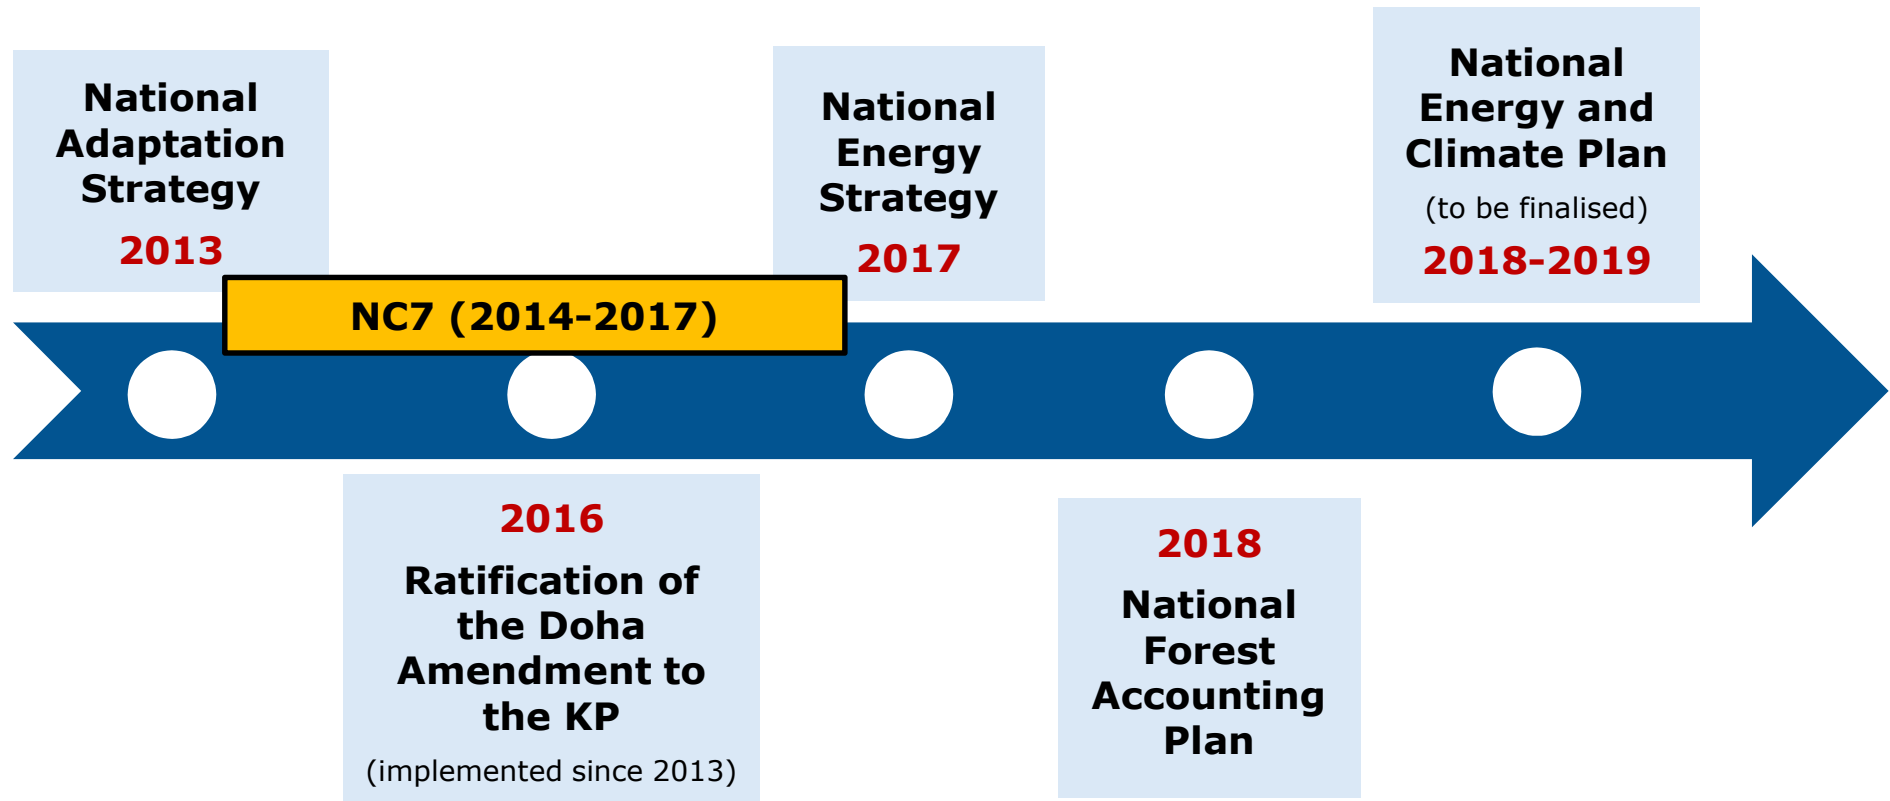 National
Adaptation
Strategy
2013
NC7 (2014-2017)
2016
Ratification of
the Doha
Amendment to
the KP
(implemented since 2013)
National
Energy
Strategy
2017
2018
National
Forest
Accounting
Plan
National
Energy and
Climate Plan
(to be finalised)
2018-2019